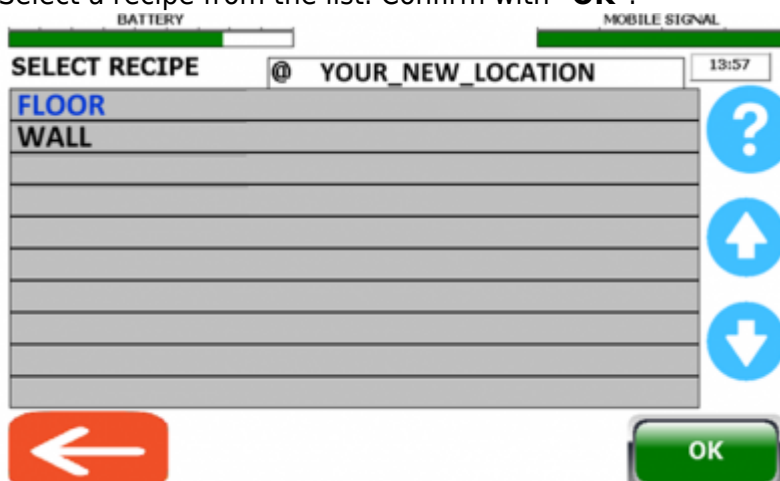 Select a recipe from the list. Confirm with "OK".
BATTERY MOBILE SIGNAL
SELECT RECIPE @ YOUR_NEW_LOCATION 13:57
FLOOR
WALL
?
OK